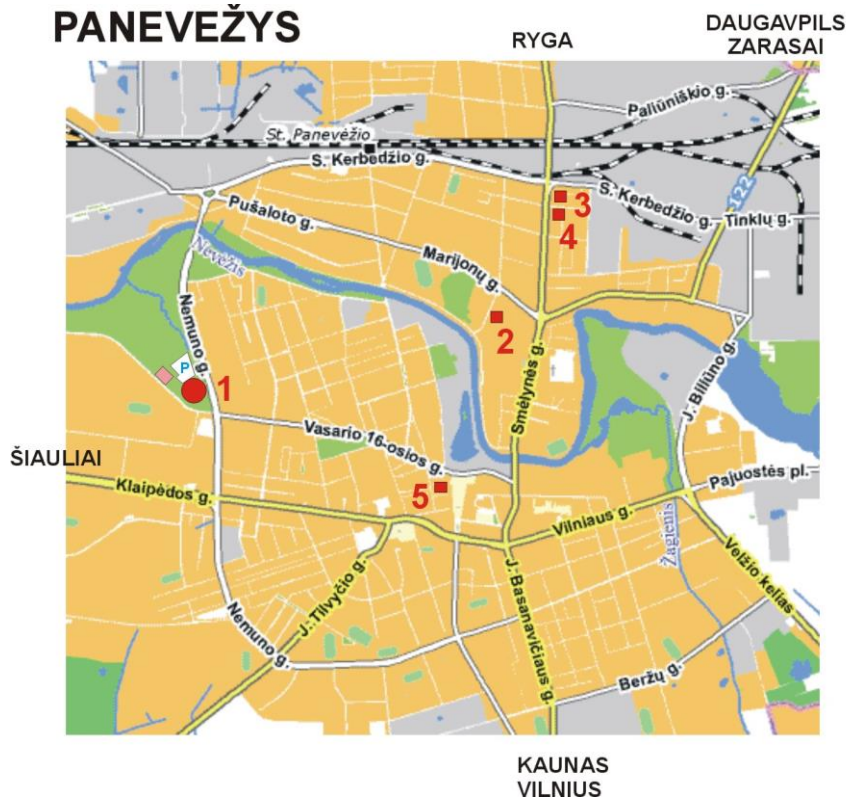 PANEVEŽYS
RYGA
DAUGAVPILS
ZARASAI
Paliūniškio g.
St. Panevėžio
S. Kerbedžio g.
S. Kerbedžio g.
122
Tinklų g.
Pušaloto g.
3
4
Nevėžis
Marijonų g.
Nemuno g.
2
Smėlynės g.
J. Biliūno g.
P
1
Vasario 16-osios g.
ŠIAULIAI
Klaipėdos g.
5
Pajuostės pl.
Vilniaus g.
Žagienis
Velžio kelias
J. Tilvyčio g.
J. Basanavičiaus g.
Nemuno g.
Beržų g.
KAUNAS
VILNIUS